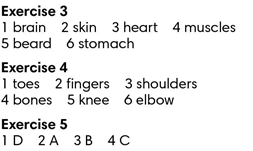 Exercise 3
1 brain 2 skin 3 heart 4 muscles
5 beard 6 stomach
Exercise 4
1 toes 2 fingers 3 shoulders
4 bones 5 knee 6 elbow
Exercise 5
1 D 2 A 3 B 4 C